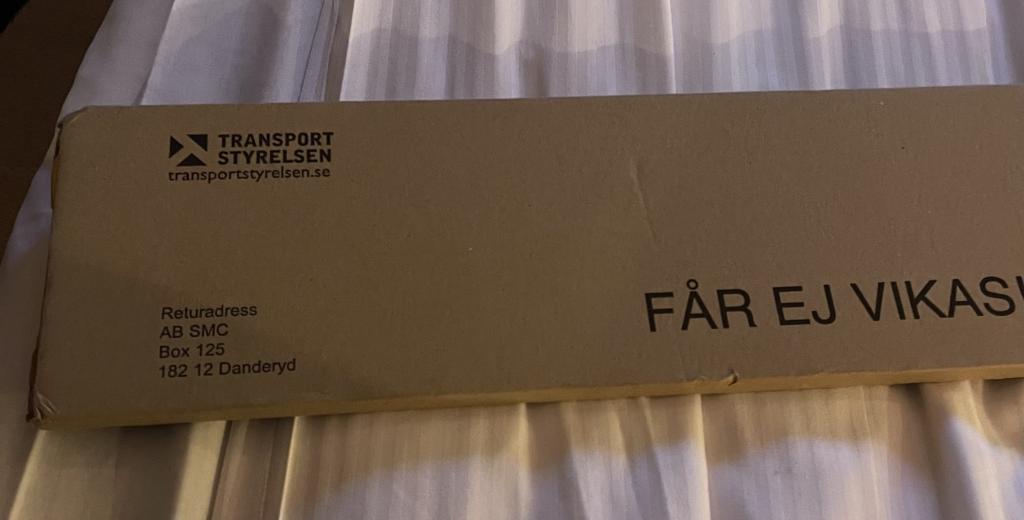 TRANSPORT
STYRELSEN
transportstyrelsen.se
Returadress
AB SMC
Box 125
182 12 Danderyd
FÅR EJ VIKAS!